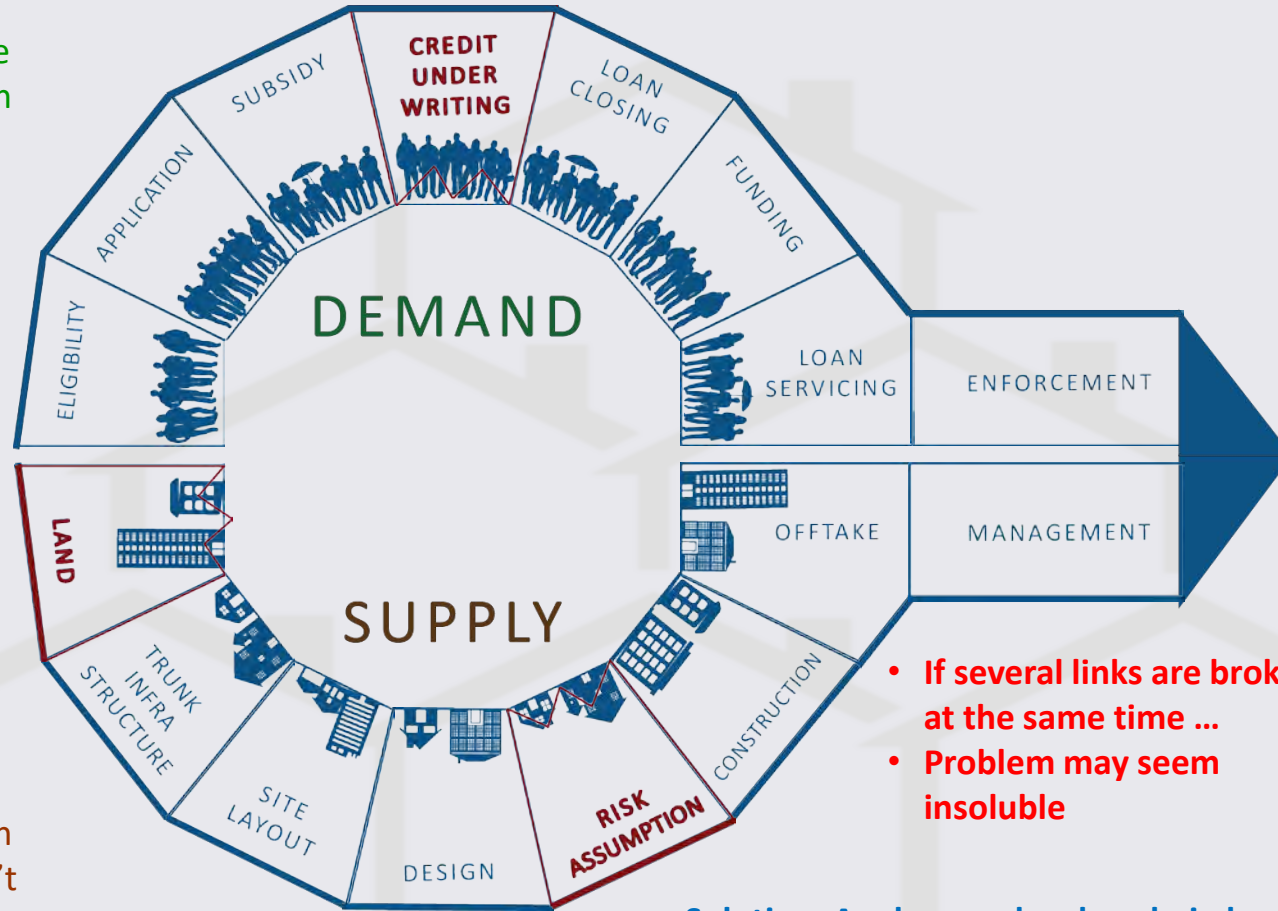 CREDIT
UNDER
WRITING
SUBSIDY
LOAN
CLOSING
APPLICATION
FUNDING
ELIGIBILITY
DEMAND
LOAN
SERVICING
ENFORCEMENT
LAND
OFFTAKE
MANAGEMENT
SUPPLY
TRUNK
INFRA
STRUCTURE
CONSTRUCTION
SITE
LAYOUT
DESIGN
RISK
ASSUMPTION
• If several links are brok
at the same time …
• Problem may seem
insoluble